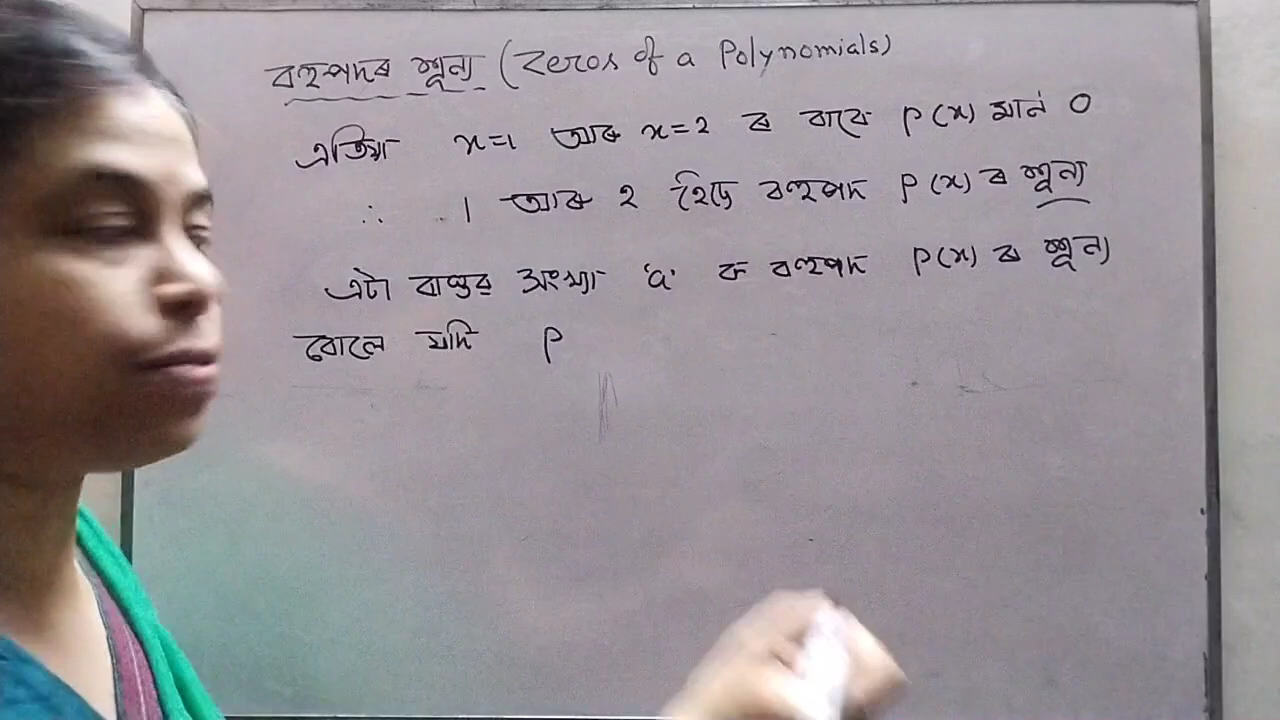 বহুপদৰ শূন্য (Zeros of a Polynomials)
এতিয়া x=1 আৰু x=2 ৰ বাবে P(x) মান 0
∴ 1 আৰু 2 হৈছে বহুপদ P(x) ৰ শূন্য
এটা বাস্তৱ সংখ্যা 'a' ক বহুপদ P(x) ৰ শূন্য
বোলে যদি P